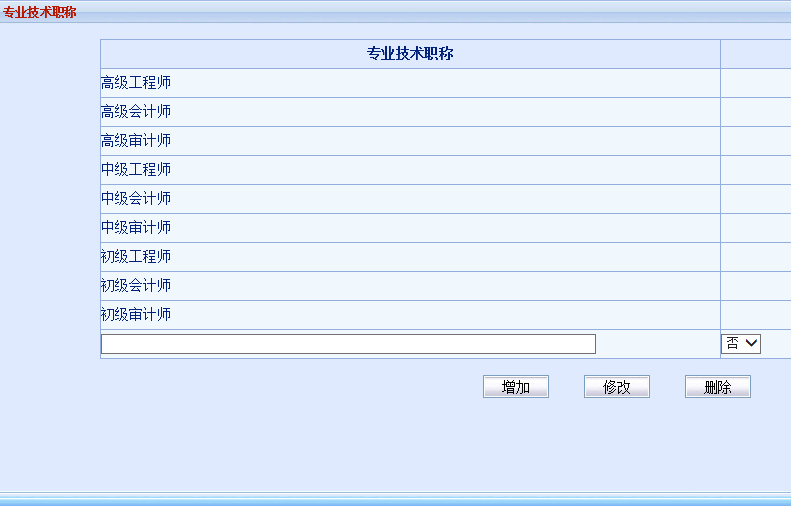 专业技术职称
专业技术职称
高级工程师
高级会计师
高级审计师
中级工程师
中级会计师
中级审计师
初级工程师
初级会计师
初级审计师
否
增加 修改 删除